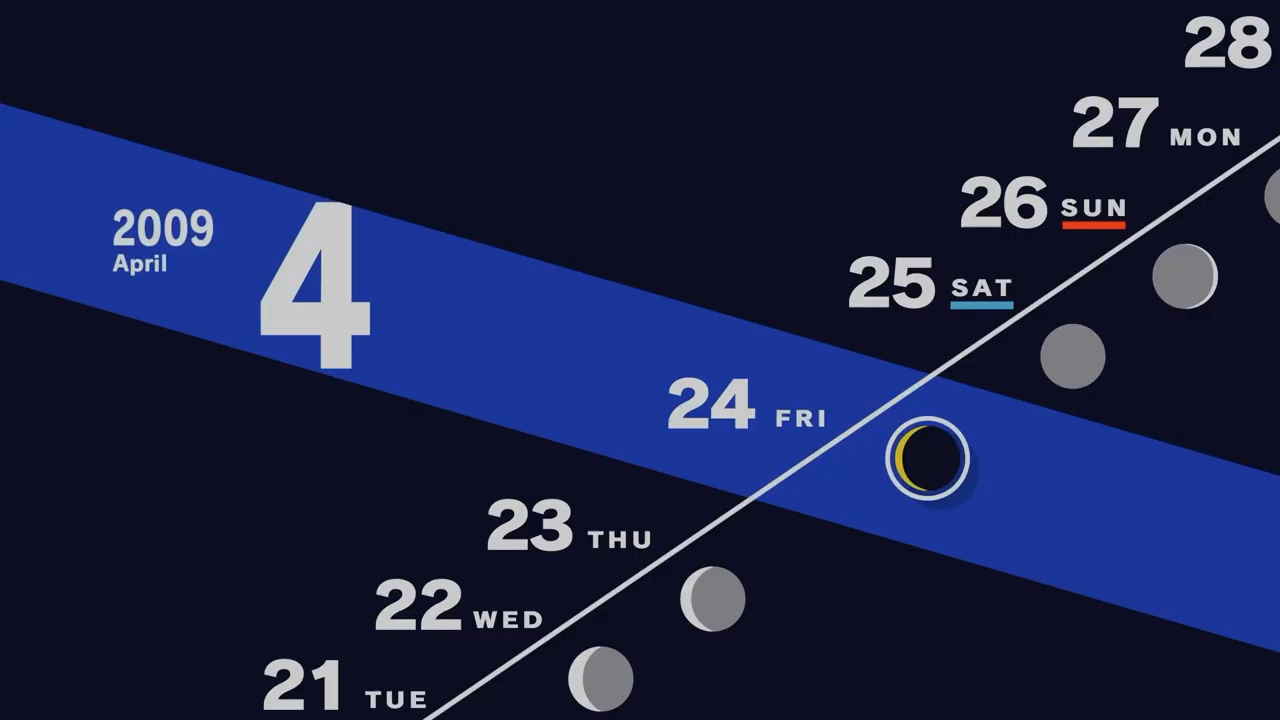 28
27 MON
26 SUN
25 SAT
2009
April
4
24 FRI
23 THU
22 WED
21 TUE